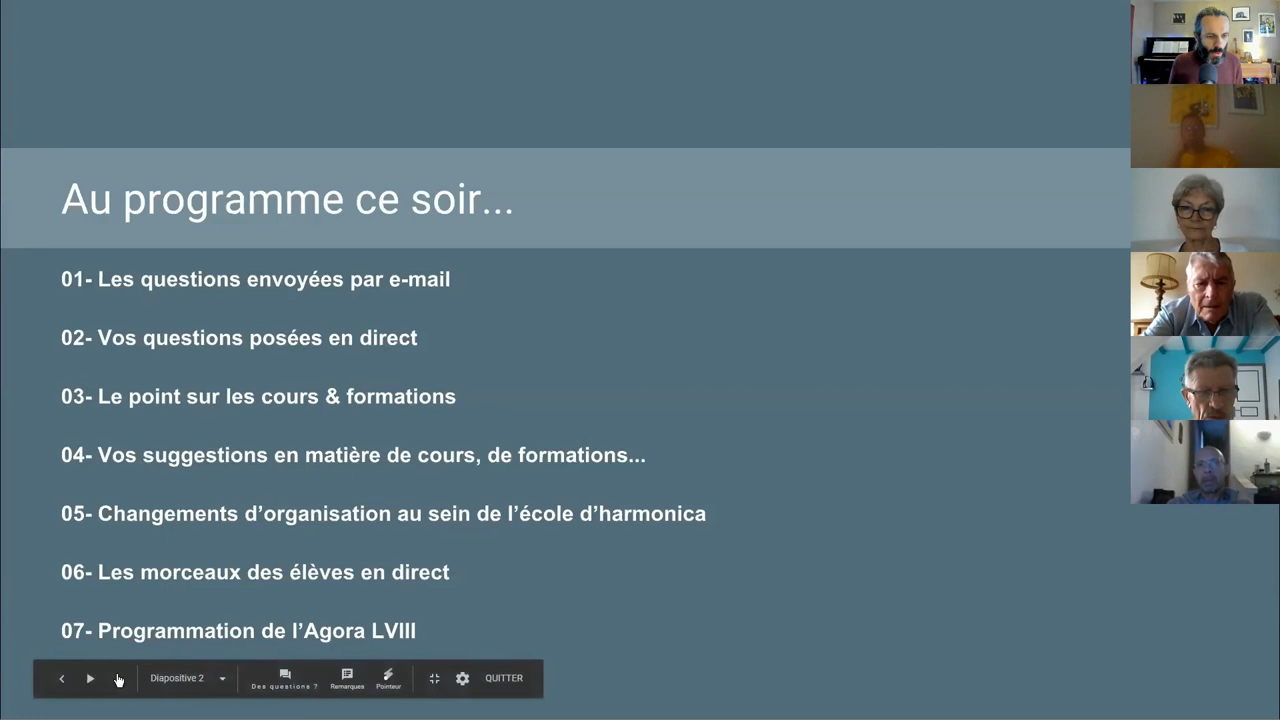 Au programme ce soir...
01- Les questions envoyées par e-mail
02- Vos questions posées en direct
03- Le point sur les cours & formations
04- Vos suggestions en matière de cours, de formations...
05- Changements d'organisation au sein de l'école d'harmonica
06- Les morceaux des élèves en direct
07- Programmation de l'Agora LVIII
Diapositive 2
Des questions ?
Remarques
Pointeur
QUITTER